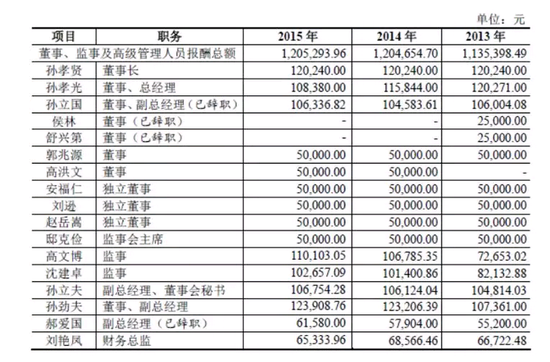 单位：元
项目 职务 2015 年 2014 年 2013 年
董事、监事及高级管理人员报酬总额 1,205,293.96 1,204,654.70 1,135,398.49
孙孝贤 董事长 120,240.00 120,240.00 120,240.00
孙孝光 董事、总经理 108,380.00 115,844.00 120,271.00
孙立国 董事、副总经理（已辞职） 106,336.82 104,583.61 106,004.08
侯林 董事（已辞职） - - 25,000.00
舒兴第 董事（已辞职） - - 25,000.00
郭兆源 董事 50,000.00 50,000.00 50,000.00
高洪文 董事 50,000.00 50,000.00 -
安福仁 独立董事 50,000.00 50,000.00 50,000.00
刘逊 独立董事 50,000.00 50,000.00 50,000.00
赵岳嵩 独立董事 50,000.00 50,000.00 50,000.00
邸克俭 监事会主席 50,000.00 50,000.00 50,000.00
高文博 监事 110,103.05 106,785.35 72,653.02
沈建卓 监事 102,657.09 101,400.86 82,132.88
孙立夫 副总经理、董事会秘书 106,754.28 106,124.04 104,814.03
孙劲夫 董事、副总经理 123,908.76 123,206.39 107,361.00
郝爱国 副总经理（已辞职） 61,580.00 57,904.00 55,200.00
刘艳凤 财务总监 65,333.96 68,566.46 66,722.48